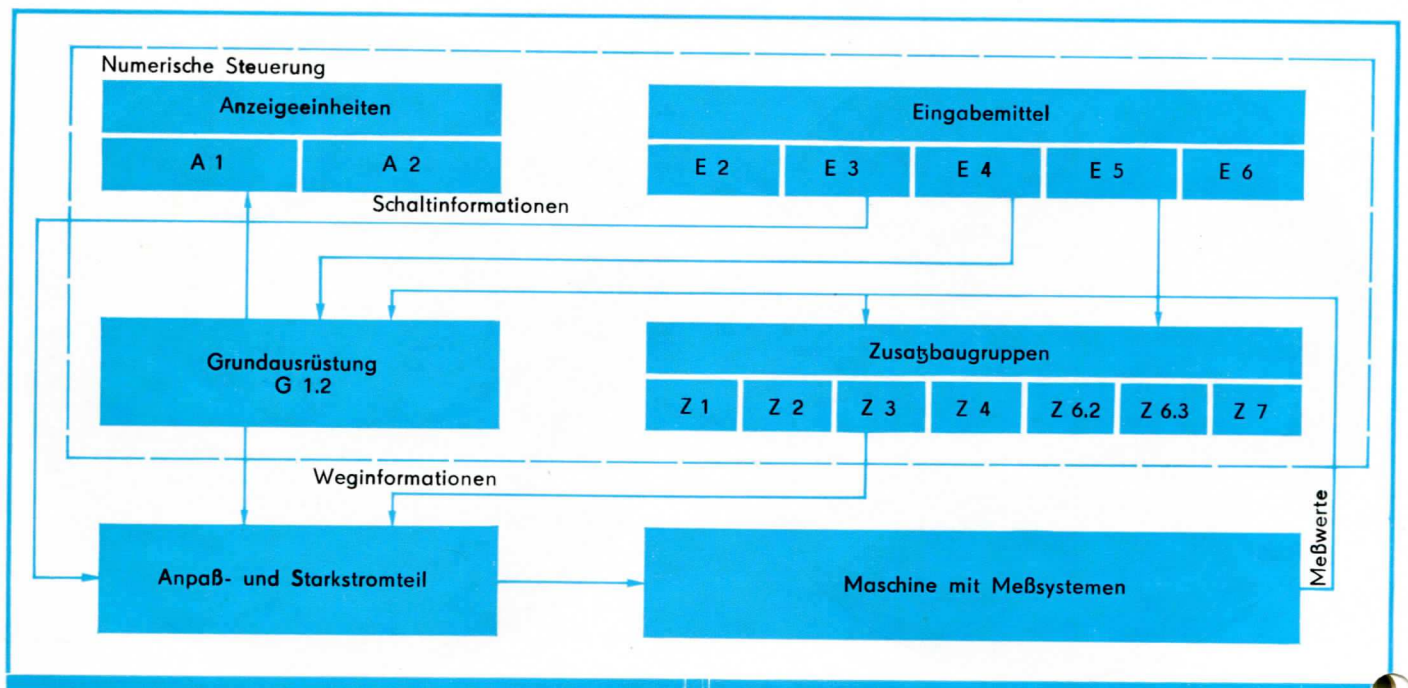 Numerische Steuerung
Anzeigeeinheiten
A 1
A 2
Eingabemittel
E 2
E 3
E 4
E 5
E 6
Schaltinformationen
Grundausrüstung
G 1.2
Zusatzbaugruppen
Z 1
Z 2
Z 3
Z 4
Z 6.2
Z 6.3
Z 7
Weginformationen
Meßwerte
Anpaß- und Starkstromteil
Maschine mit Meßsystemen